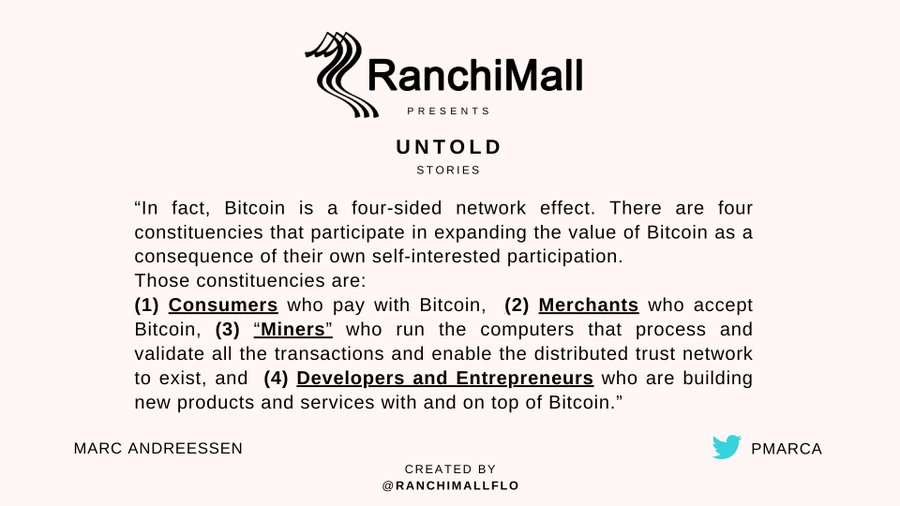 RanchiMall
PRESENTS
UNTOLD
STORIES
“In fact, Bitcoin is a four-sided network effect. There are four
constituencies that participate in expanding the value of Bitcoin as a
consequence of their own self-interested participation.
Those constituencies are:
(1) Consumers who pay with Bitcoin, (2) Merchants who accept
Bitcoin, (3) “Miners” who run the computers that process and
validate all the transactions and enable the distributed trust network
to exist, and (4) Developers and Entrepreneurs who are building
new products and services with and on top of Bitcoin.”
MARC ANDREESSEN
PMARCA
CREATED BY
@RANCHIMALLFLO